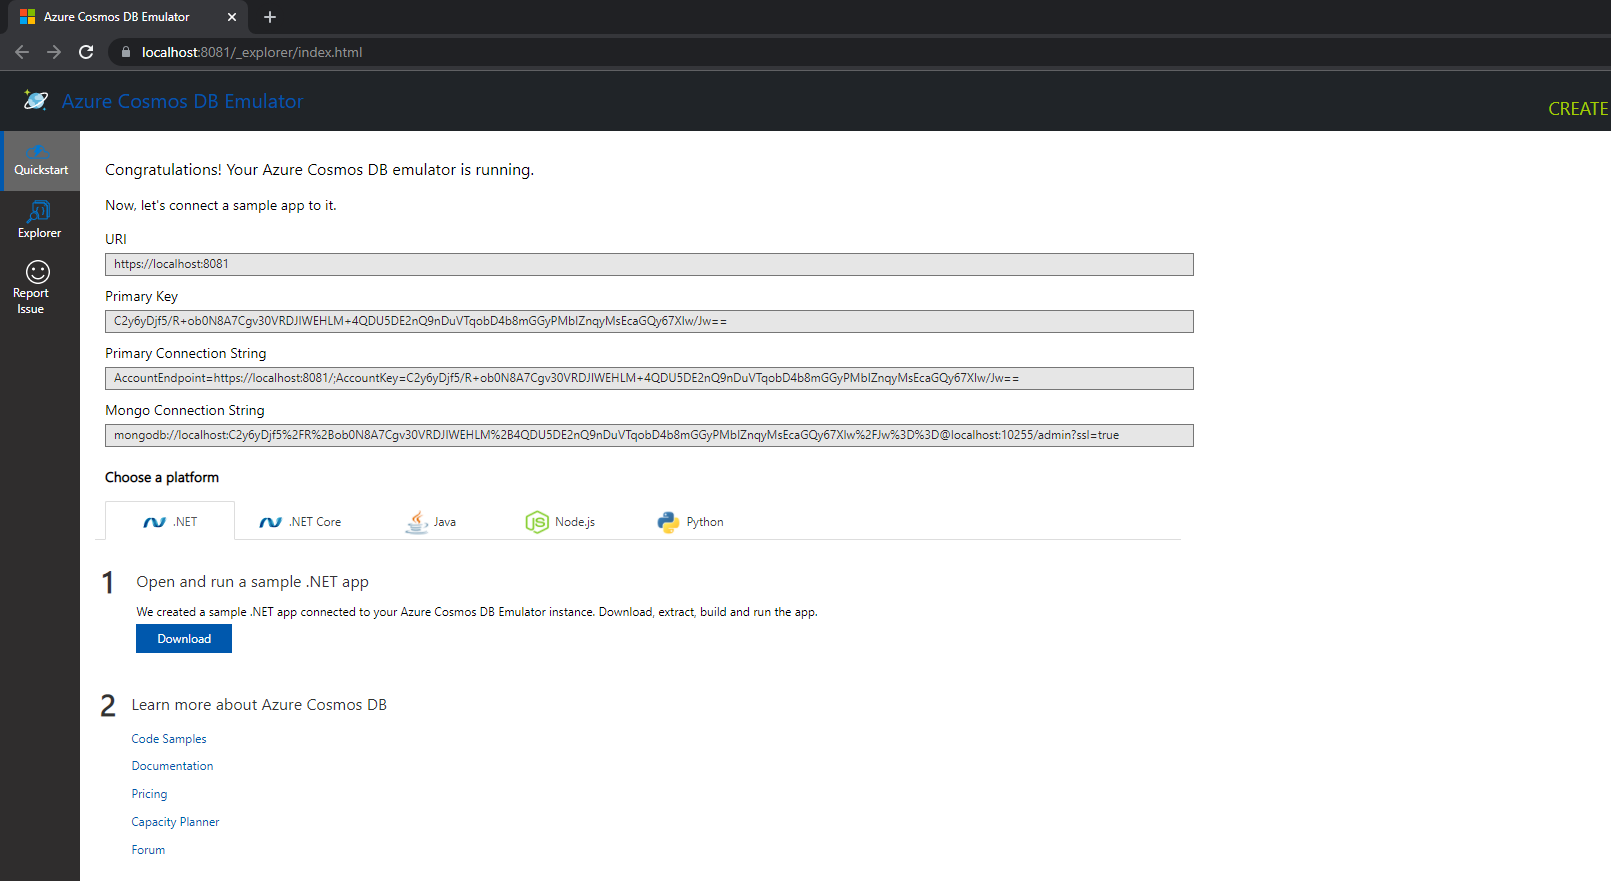 Azure Cosmos DB Emulator
localhost:8081/_explorer/index.html
Azure Cosmos DB Emulator
CREATE
Quickstart
Explorer
Report
Issue
Congratulations! Your Azure Cosmos DB emulator is running.
Now, let's connect a sample app to it.
URI
https://localhost:8081
Primary Key
C2y6yDjf5/R+ob0N8A7Cgv30VRDJIWEHLM+4QDU5DE2nQ9nDuVTqobD4b8mGGyPMbIZnqyMsEcaGQy67XIw/Jw==
Primary Connection String
AccountEndpoint=https://localhost:8081/;AccountKey=C2y6yDjf5/R+ob0N8A7Cgv30VRDJIWEHLM+4QDU5DE2nQ9nDuVTqobD4b8mGGyPMbIZnqyMsEcaGQy67XIw/Jw==
Mongo Connection String
mongodb://localhost:C2y6yDjf5%2FR%2Bob0N8A7Cgv30VRDJIWEHLM%2B4QDU5DE2nQ9nDuVTqobD4b8mGGyPMbIZnqyMsEcaGQy67XIw%2FJw%3D%3D@localhost:10255/admin?ssl=true
Choose a platform
.NET
.NET Core
Java
Node.js
Python
1 Open and run a sample .NET app
We created a sample .NET app connected to your Azure Cosmos DB Emulator instance. Download, extract, build and run the app.
Download
2 Learn more about Azure Cosmos DB
Code Samples
Documentation
Pricing
Capacity Planner
Forum